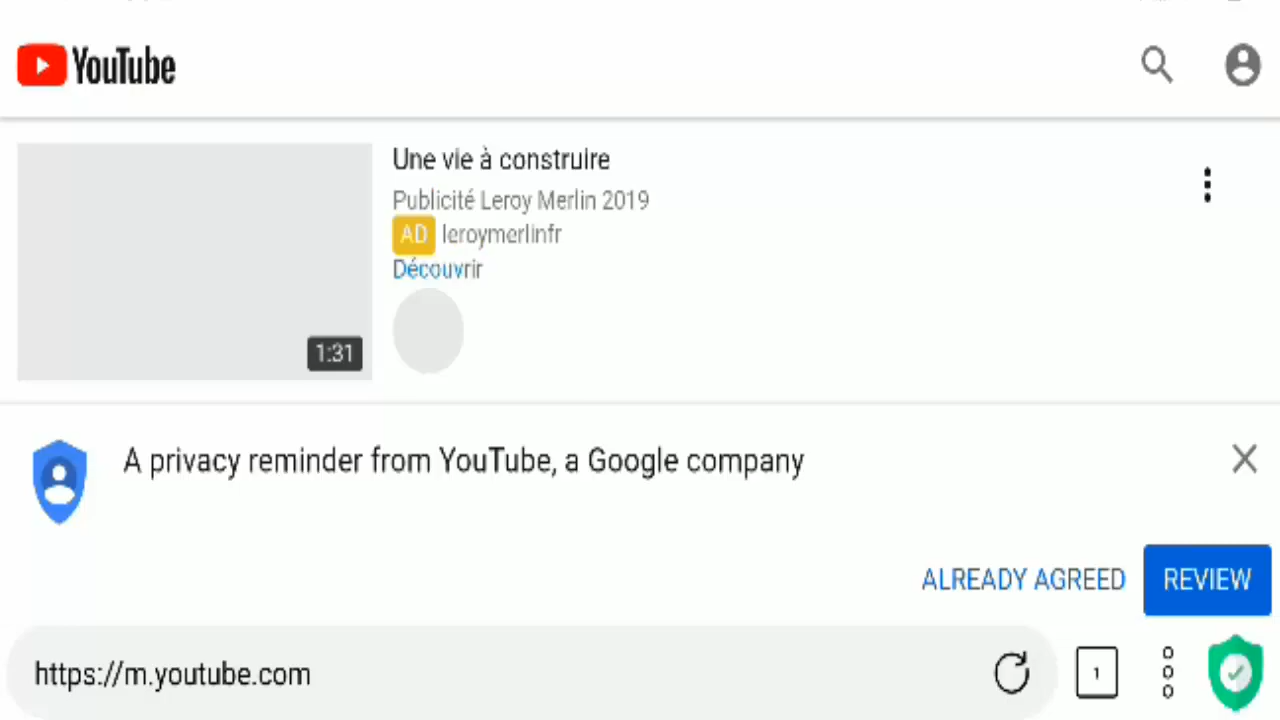 YouTube
Une vie à construire
Publicité Leroy Merlin 2019
AD leroymerlinfr
Découvrir
1:31
A privacy reminder from YouTube, a Google company
ALREADY AGREED REVIEW
https://m.youtube.com 1